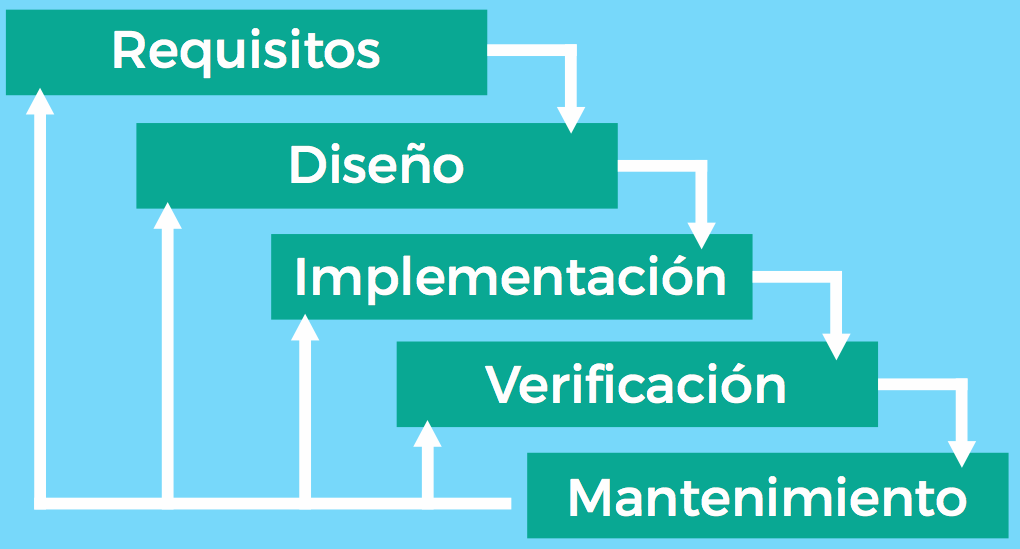 Requisitos
Diseño
Implementación
Verificación
Mantenimiento